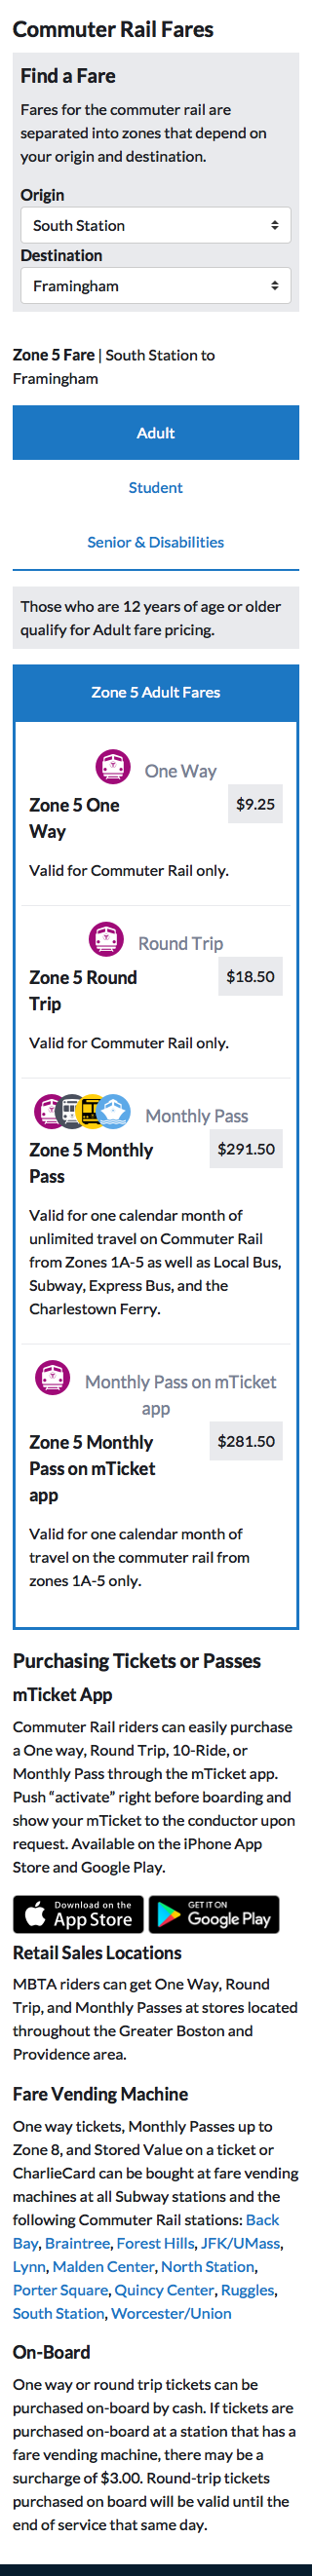 Commuter Rail Fares
Find a Fare
Fares for the commuter rail are
separated into zones that depend on
your origin and destination.
Origin
South Station
Destination
Framingham
Zone 5 Fare | South Station to
Framingham
Adult
Student
Senior & Disabilities
Those who are 12 years of age or older
qualify for Adult fare pricing.
Zone 5 Adult Fares
One Way
Zone 5 One
Way
$9.25
Valid for Commuter Rail only.
Round Trip
Zone 5 Round
Trip
$18.50
Valid for Commuter Rail only.
Monthly Pass
Zone 5 Monthly
Pass
$291.50
Valid for one calendar month of
unlimited travel on Commuter Rail
from Zones 1A-5 as well as Local Bus,
Subway, Express Bus, and the
Charlestown Ferry.
Monthly Pass on mTicket
app
Zone 5 Monthly
Pass on mTicket
app
$281.50
Valid for one calendar month of
travel on the commuter rail from
zones 1A-5 only.
Purchasing Tickets or Passes
mTicket App
Commuter Rail riders can easily purchase
a One way, Round Trip, 10-Ride, or
Monthly Pass through the mTicket app.
Push “activate” right before boarding and
show your mTicket to the conductor upon
request. Available on the iPhone App
Store and Google Play.
Download on the
App Store
GET IT ON
Google Play
Retail Sales Locations
MBTA riders can get One Way, Round
Trip, and Monthly Passes at stores located
throughout the Greater Boston and
Providence area.
Fare Vending Machine
One way tickets, Monthly Passes up to
Zone 8, and Stored Value on a ticket or
CharlieCard can be bought at fare vending
machines at all Subway stations and the
following Commuter Rail stations: Back
Bay, Braintree, Forest Hills, JFK/UMass,
Lynn, Malden Center, North Station,
Porter Square, Quincy Center, Ruggles,
South Station, Worcester/Union
On-Board
One way or round trip tickets can be
purchased on-board by cash. If tickets are
purchased on-board at a station that has a
fare vending machine, there may be a
surcharge of $3.00. Round-trip tickets
purchased on board will be valid until the
end of service that same day.